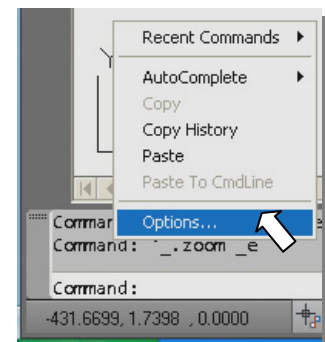 Recent Commands
Y
AutoComplete
Copy
Copy History
Paste
Paste To CmdLine
Options...
Command: '_.zoom _e
Command:
-431.6699, 1.7398 , 0.0000